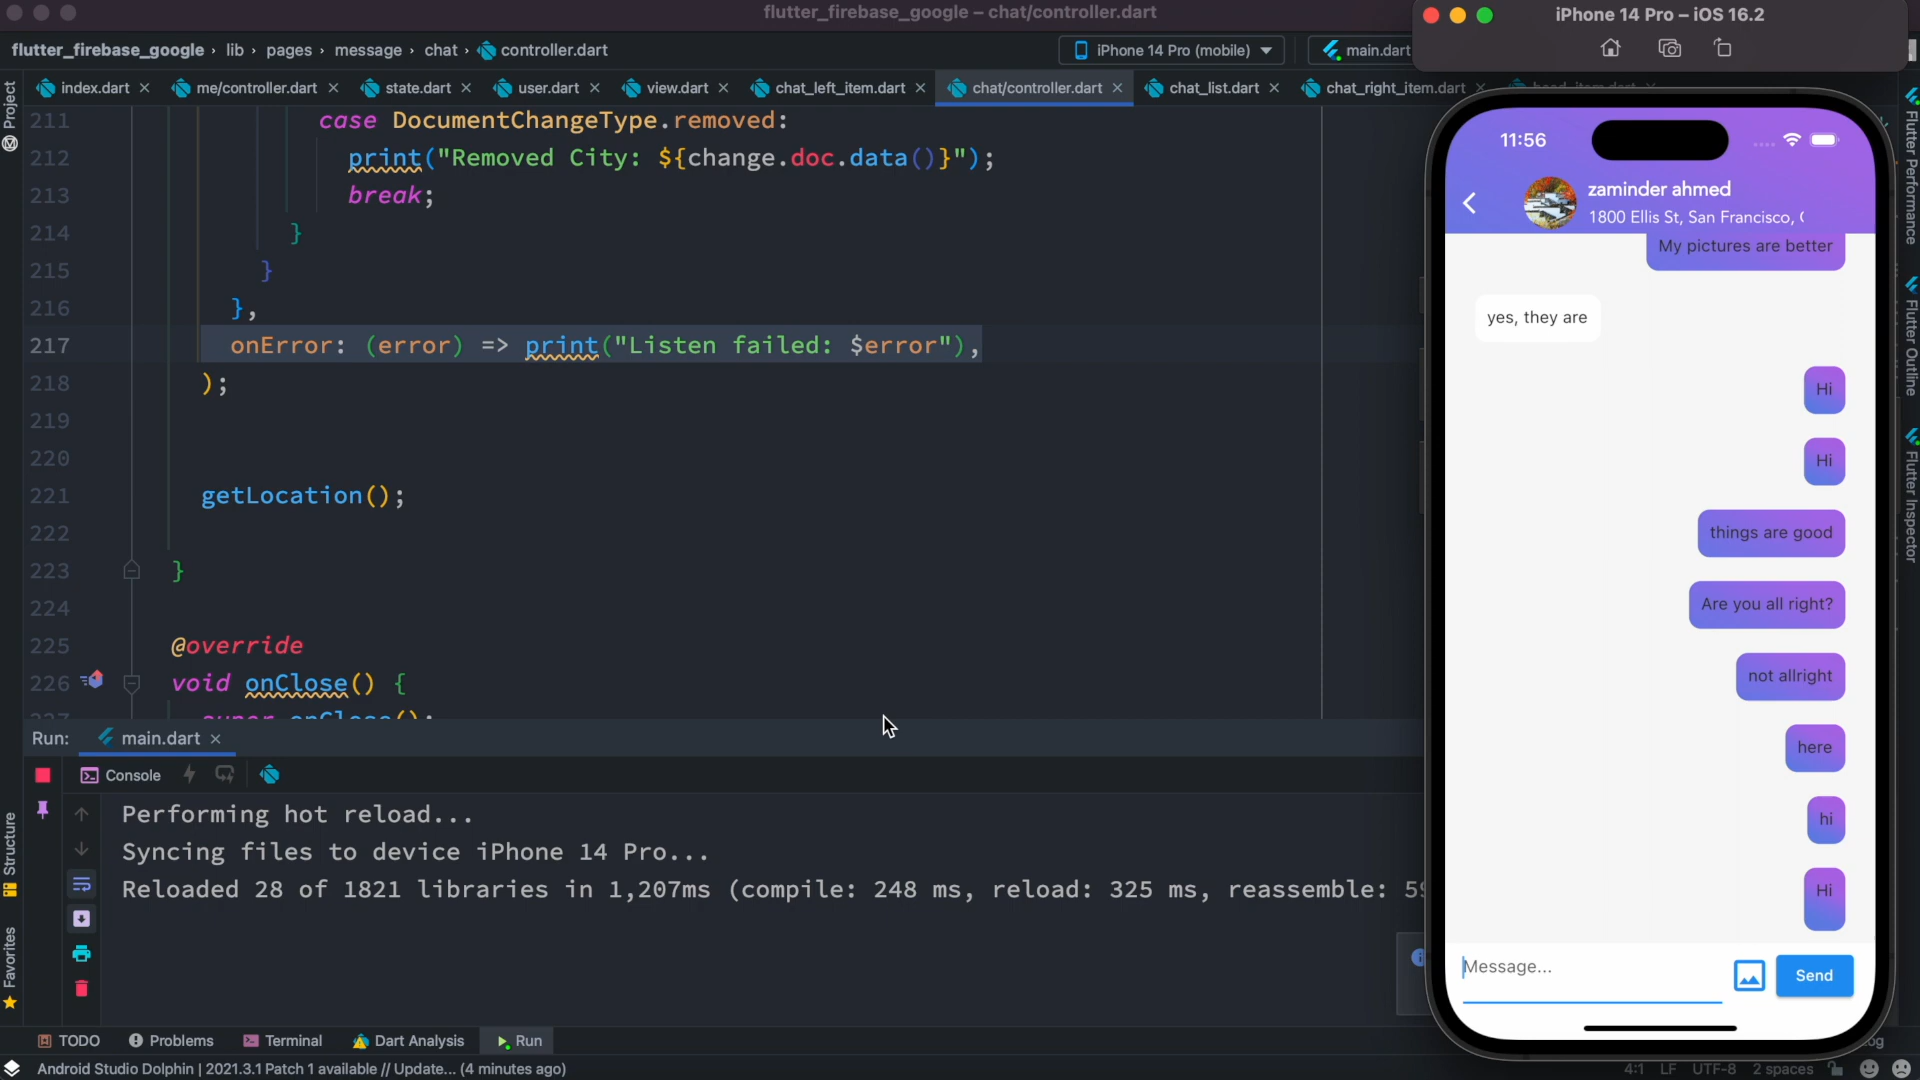 flutter_firebase_google – chat/controller.dart
flutter_firebase_google › lib › pages › message › chat › controller.dart
iPhone 14 Pro (mobile)
main.dart
index.dart
me/controller.dart
state.dart
user.dart
view.dart
chat_left_item.dart
chat/controller.dart
chat_list.dart
chat_right_item.dart
Project
Structure
Favorites
211 case DocumentChangeType.removed:
212 print("Removed City: ${change.doc.data()}");
213 break;
214 }
215 }
216 },
217 onError: (error) => print("Listen failed: $error"),
218 );
219
220
221 getLocation();
222
223 }
224
225 @override
226 void onClose() {
227 super.onClose();
Run: main.dart
Console
Performing hot reload...
Syncing files to device iPhone 14 Pro...
Reloaded 28 of 1821 libraries in 1,207ms (compile: 248 ms, reload: 325 ms, reassemble: 59
TODO
Problems
Terminal
Dart Analysis
Run
Android Studio Dolphin | 2021.3.1 Patch 1 available // Update... (4 minutes ago)
4:1 LF UTF-8 2 spaces
iPhone 14 Pro – iOS 16.2
11:56
zaminder ahmed
1800 Ellis St, San Francisco,
My pictures are better
yes, they are
Hi
Hi
things are good
Are you all right?
not allright
here
hi
Hi
Message...
Send
Flutter Performance
Flutter Outline
Flutter Inspector